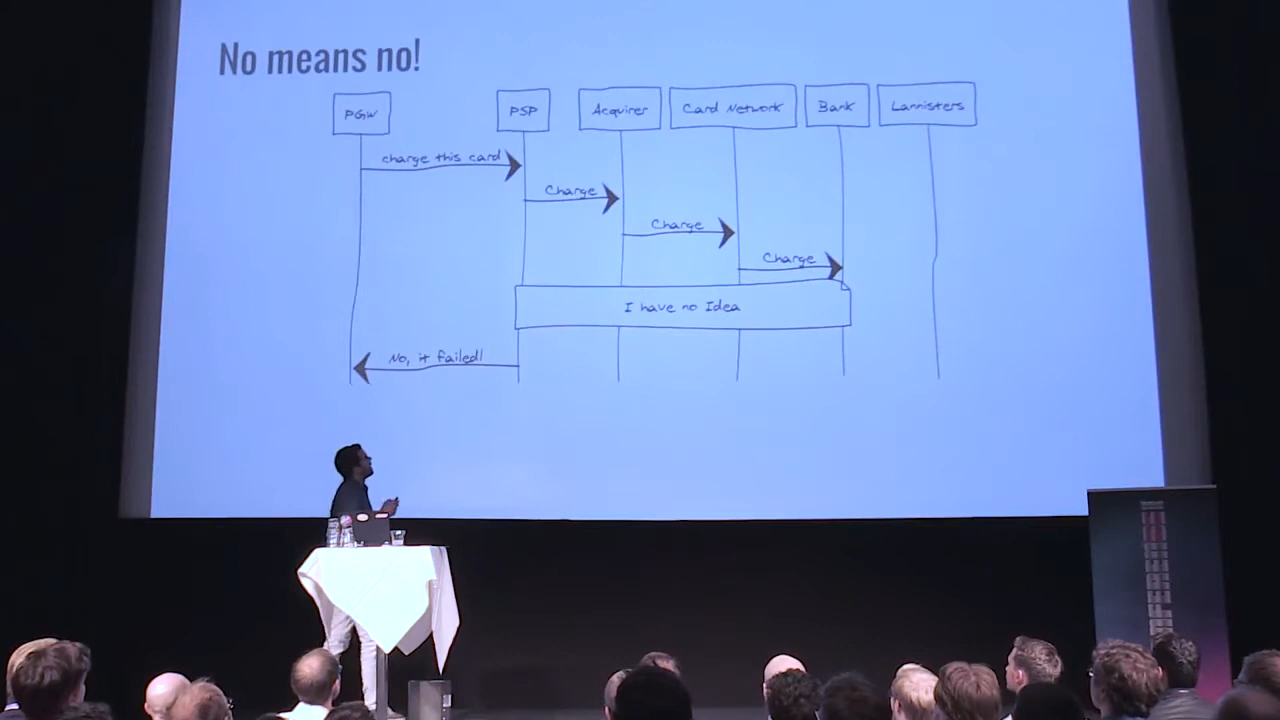 No means no!
PGW
PSP
Acquirer
Card Network
Bank
Lannisters
charge this card
Charge
Charge
Charge
I have no Idea
No, it failed!